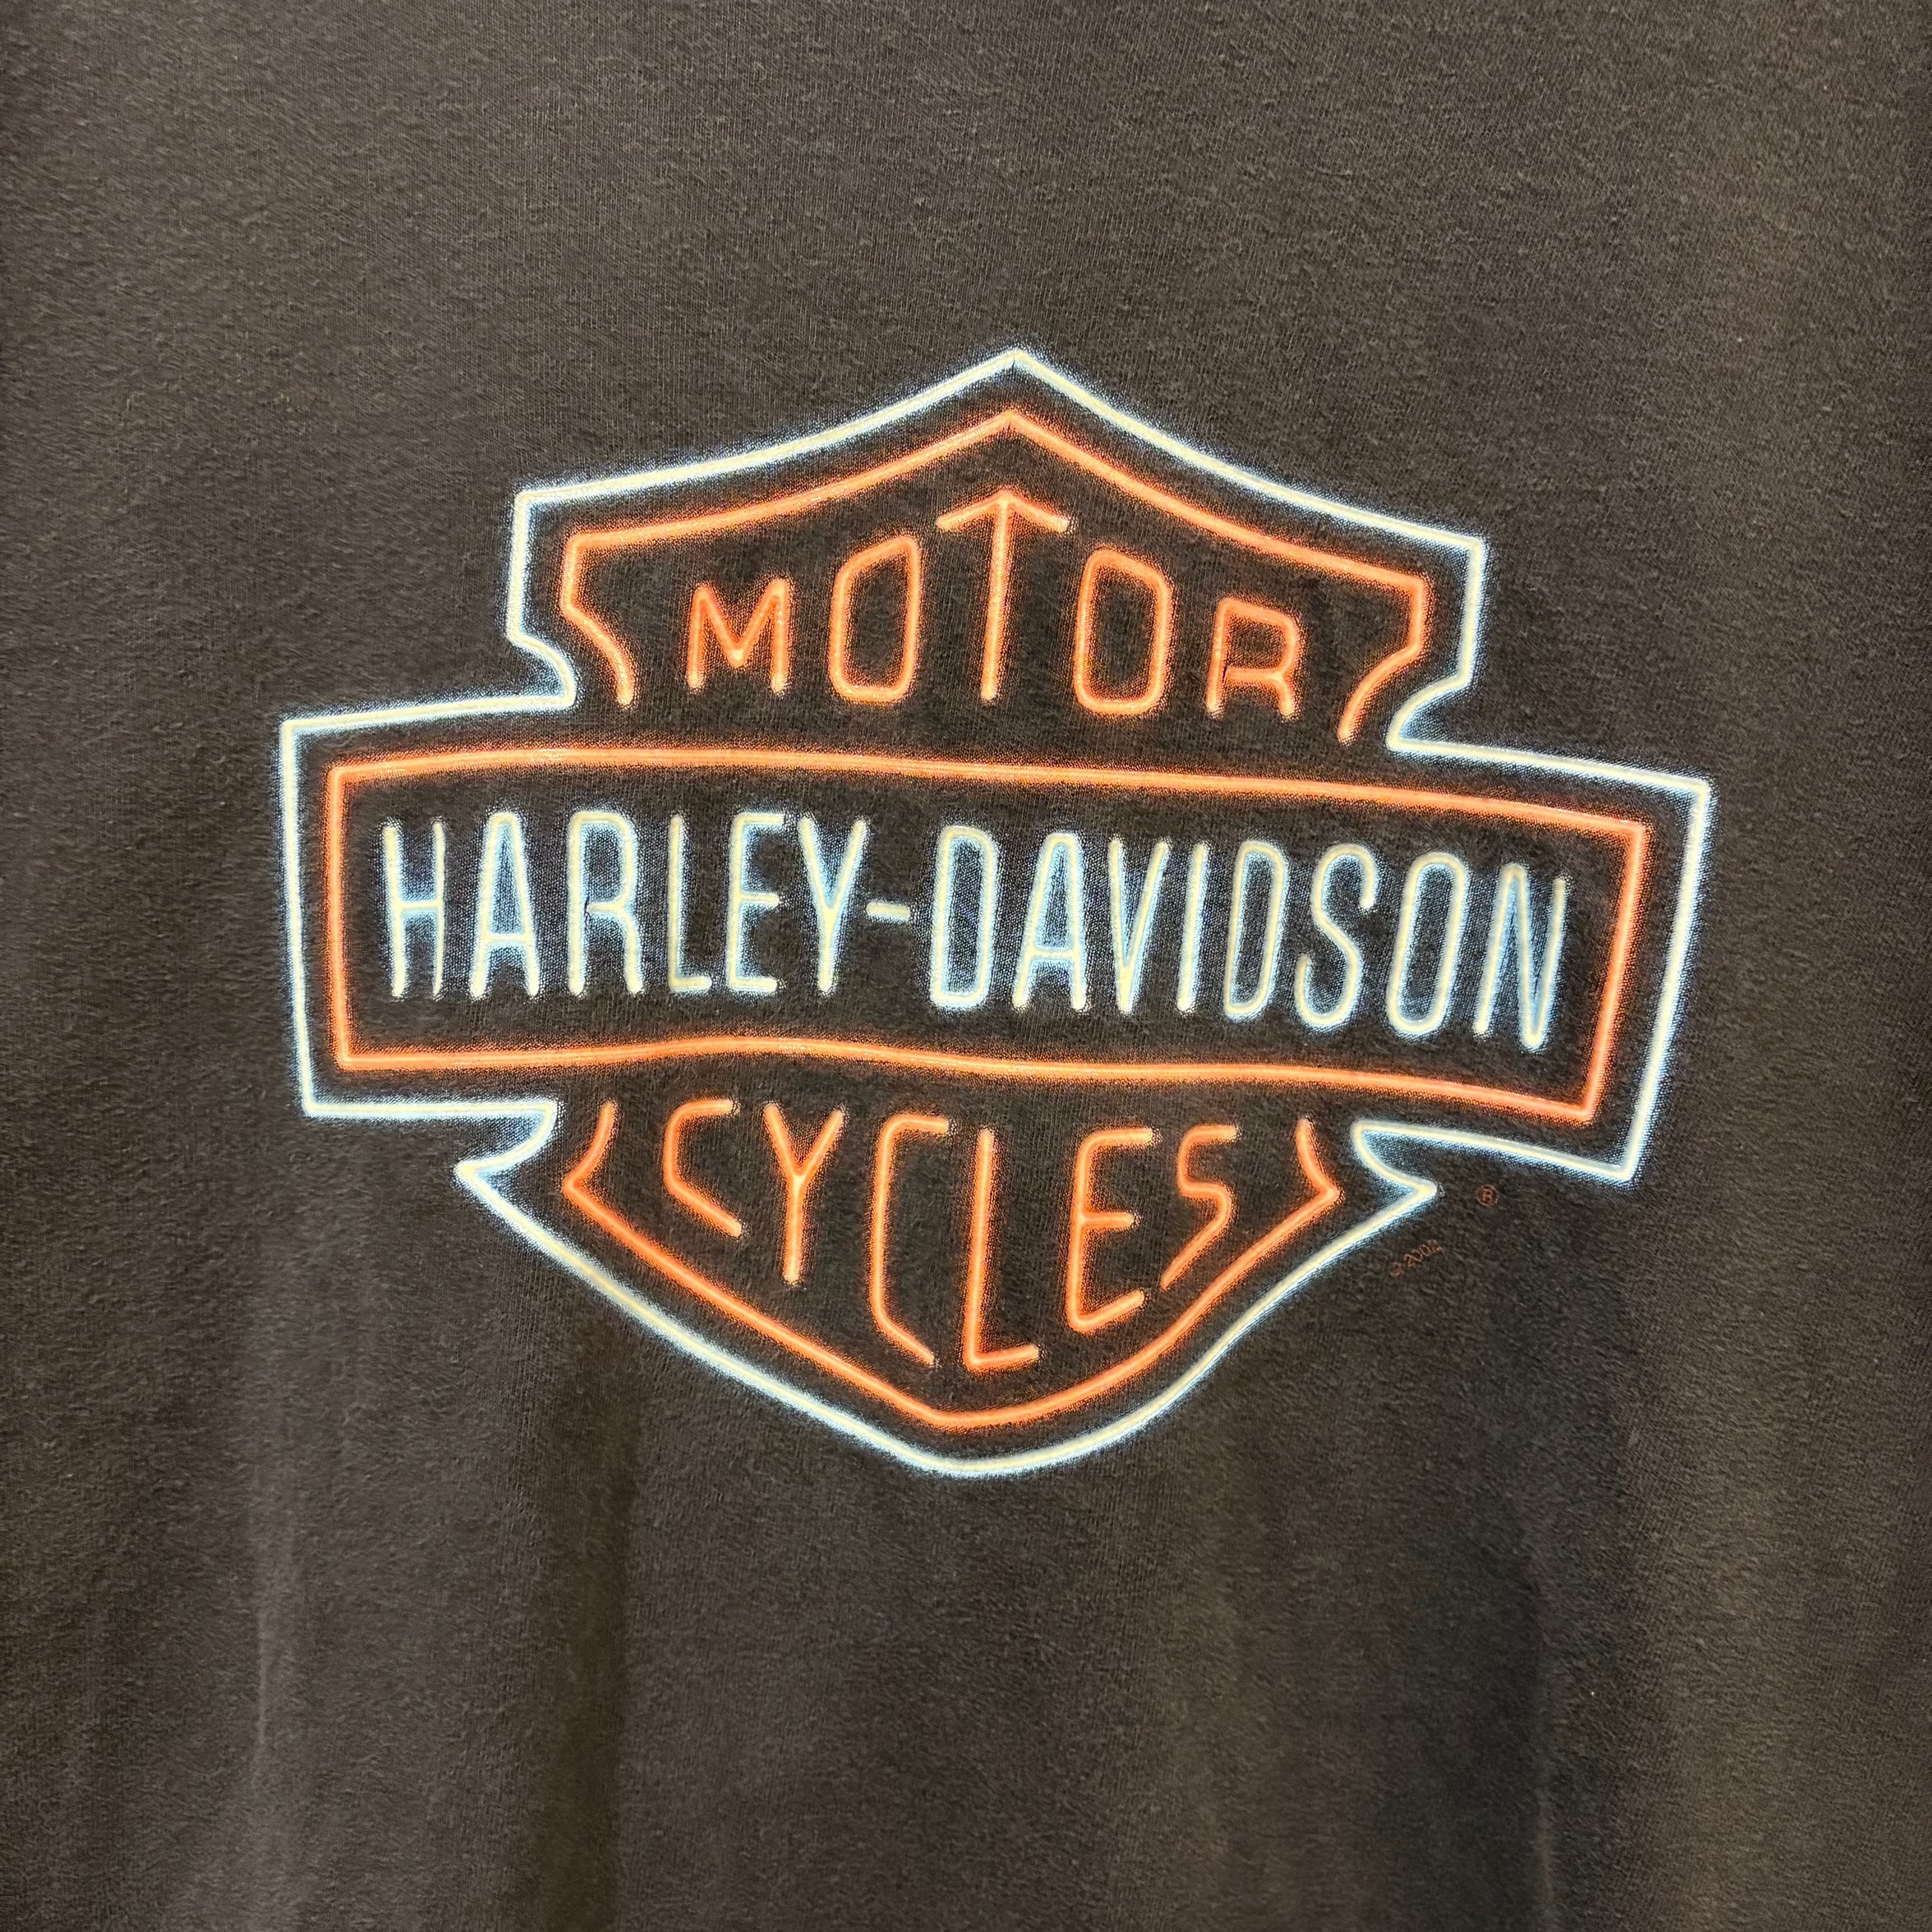 MOTOR
HARLEY-DAVIDSON
CYCLES
®